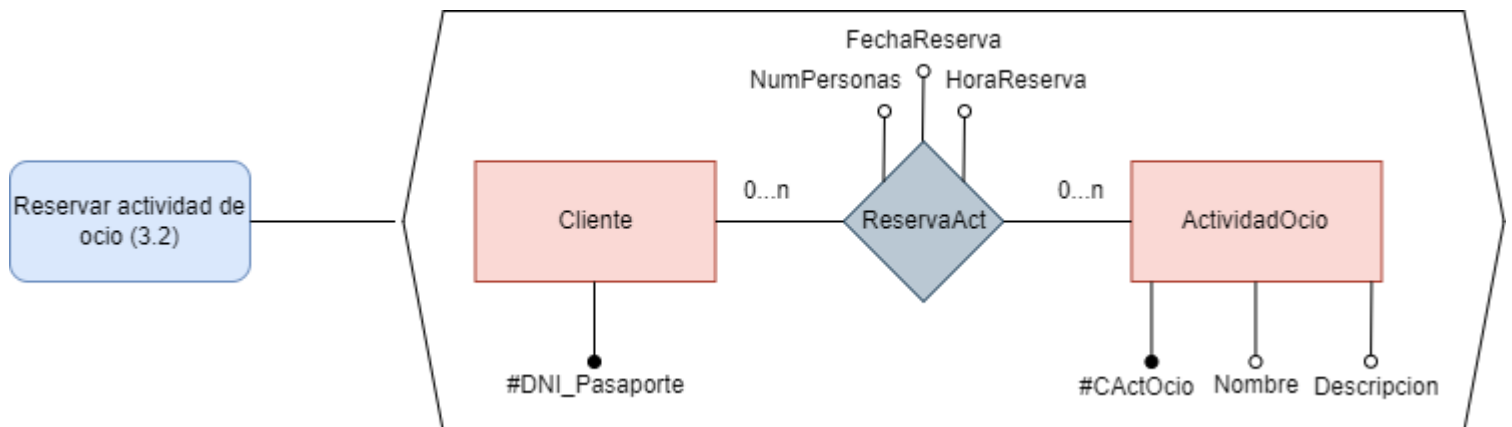 FechaReserva
NumPersonas
HoraReserva
Reservar actividad de
ocio (3.2)
Cliente
0...n
ReservaAct
0...n
ActividadOcio
#DNI_Pasaporte
#CActOcio
Nombre
Descripcion